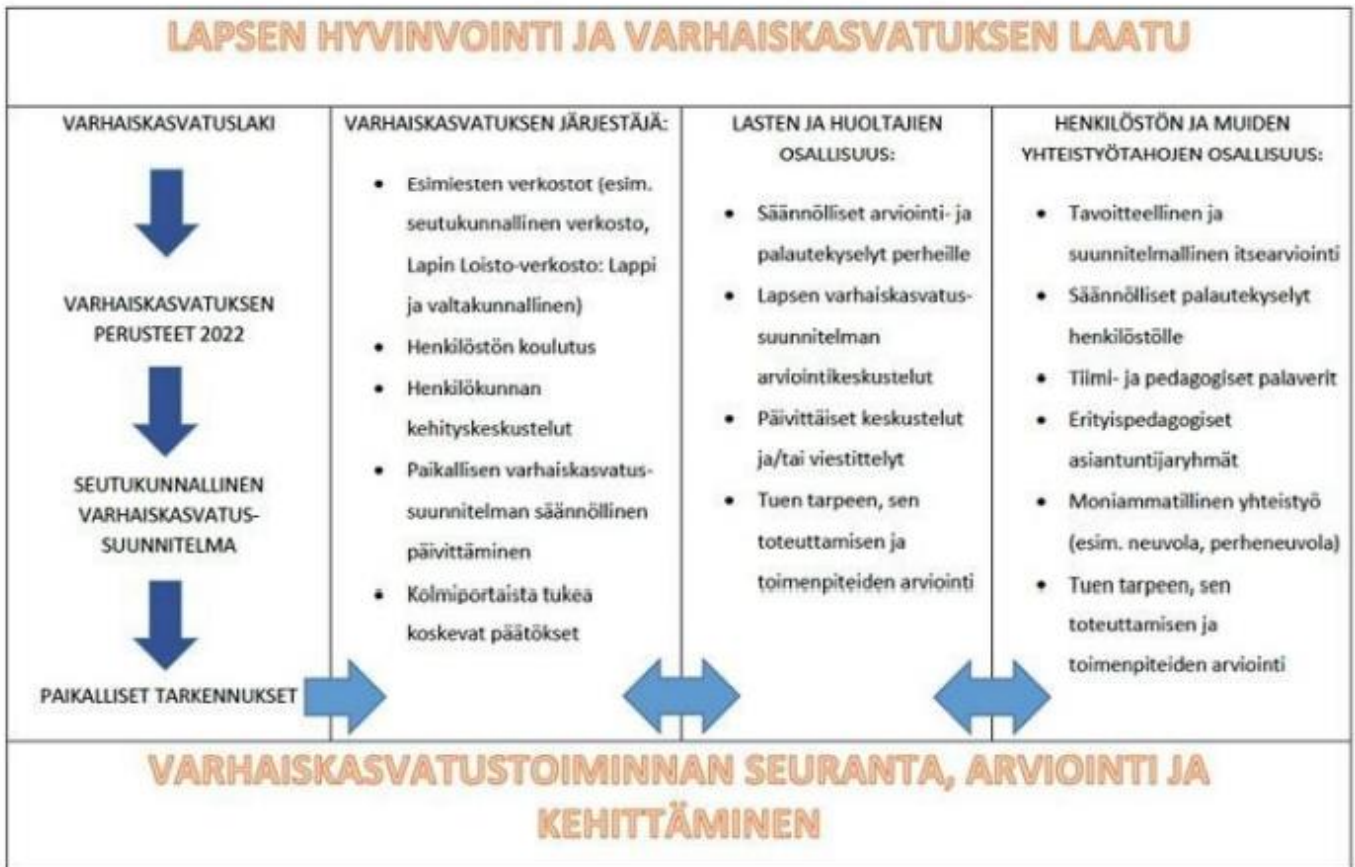 LAPSEN HYVINVOINTI JA VARHAISKASVATUKSEN LAATU
VARHAISKASVATUSLAKI
VARHAISKASVATUKSEN
PERUSTEET 2022
SEUTUKUNNALLINEN
VARHAISKASVATUS-
SUUNNITELMA
PAIKALLISET TARKENNUKSET
VARHAISKASVATUKSEN JÄRJESTÄJÄ:
• Esimiesten verkostot (esim.
seutukunnallinen verkosto,
Lapin Loisto-verkosto: Lappi
ja valtakunnallinen)
• Henkilöstön koulutus
• Henkilökunnan
kehityskeskustelut
• Paikallisen varhaiskasvatus-
suunnitelman säännöllinen
päivittäminen
• Kolmiportaista tukea
koskevat päätökset
LASTEN JA HUOLTAJIEN
OSALLISUUS:
• Säännölliset arviointi- ja
palautekyselyt perheille
• Lapsen varhaiskasvatus-
suunnitelman
arviointikeskustelut
• Päivittäiset keskustelut
ja/tai viestittelyt
• Tuen tarpeen, sen
toteuttamisen ja
toimenpiteiden arviointi
HENKILÖSTÖN JA MUIDEN
YHTEISTYÖTAHOJEN OSALLISUUS:
• Tavoitteellinen ja
suunnitelmallinen itsearviointi
• Säännölliset palautekyselyt
henkilöstölle
• Tiimi- ja pedagogiset palaverit
• Erityispedagogiset
asiantuntijaryhmät
• Moniammatillinen yhteistyö
(esim. neuvola, perheneuvola)
• Tuen tarpeen, sen
toteuttamisen ja
toimenpiteiden arviointi
VARHAISKASVATUSTOIMINNAN SEURANTA, ARVIOINTI JA
KEHITTÄMINEN